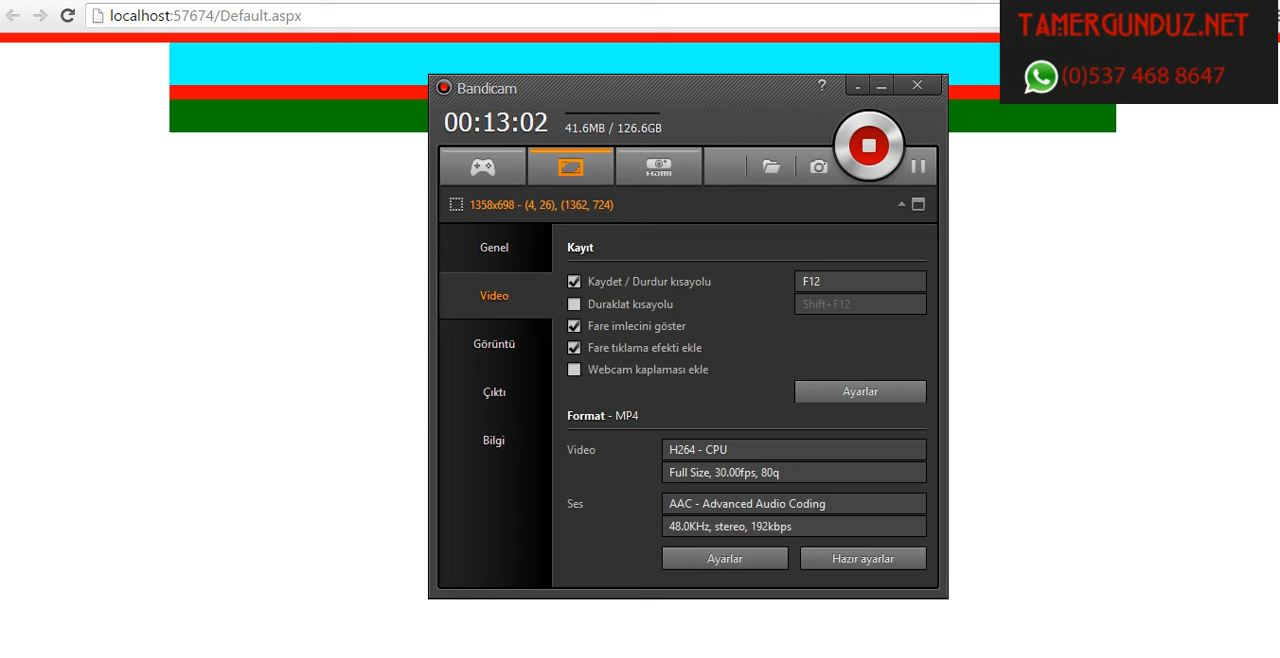 localhost:57674/Default.aspx
TAMERGUNDUZ.NET
(0)537 468 8647
Bandicam
?
00:13:02
41.6MB / 126.6GB
HDMI
1358x698 - (4, 26), (1362, 724)
Genel
Video
Görüntü
Çıktı
Bilgi
Kayıt
Kaydet / Durdur kısayolu
F12
Duraklat kısayolu
Shift+F12
Fare imlecini göster
Fare tıklama efekti ekle
Webcam kaplaması ekle
Ayarlar
Format - MP4
Video
H264 - CPU
Full Size, 30.00fps, 80q
Ses
AAC - Advanced Audio Coding
48.0KHz, stereo, 192kbps
Ayarlar
Hazır ayarlar